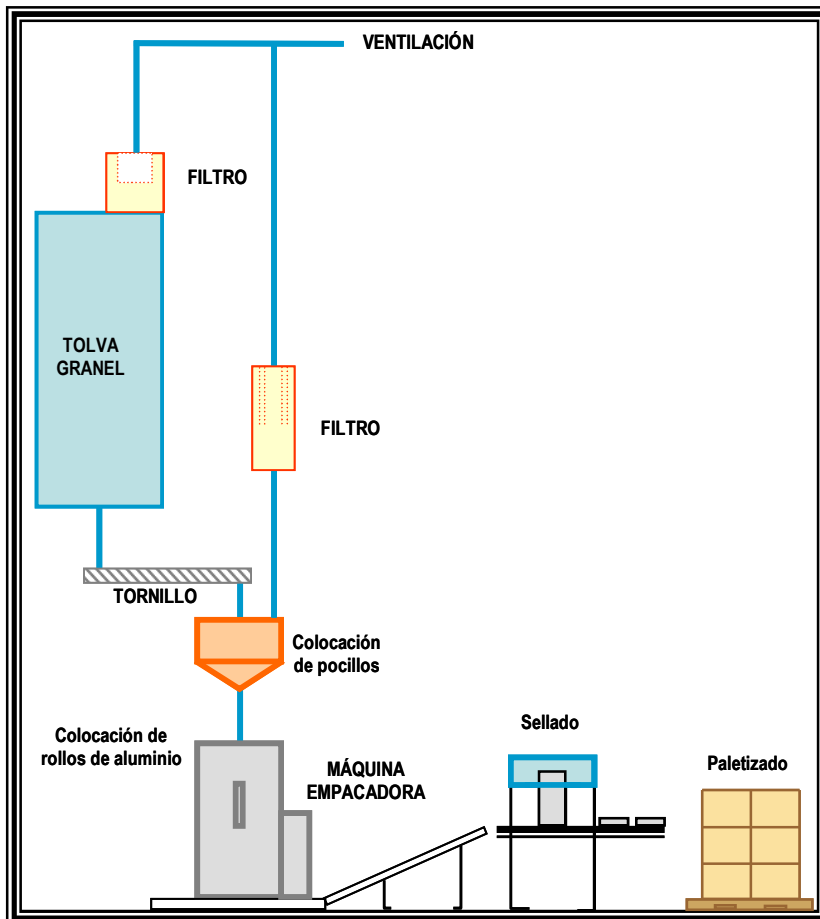 VENTILACIÓN
FILTRO
TOLVA
GRANEL
FILTRO
TORNILLO
Colocación
de pocillos
Colocación de
rollos de aluminio
MÁQUINA
EMPACADORA
Sellado
Paletizado